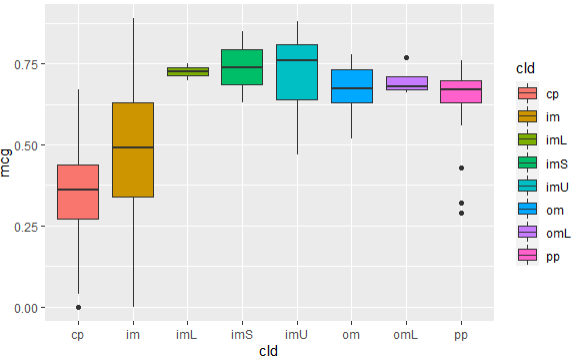 mcg
0.75
0.50
0.25
0.00
cp im imL imS imU om omL pp
cld
cld
cp
im
imL
imS
imU
om
omL
pp